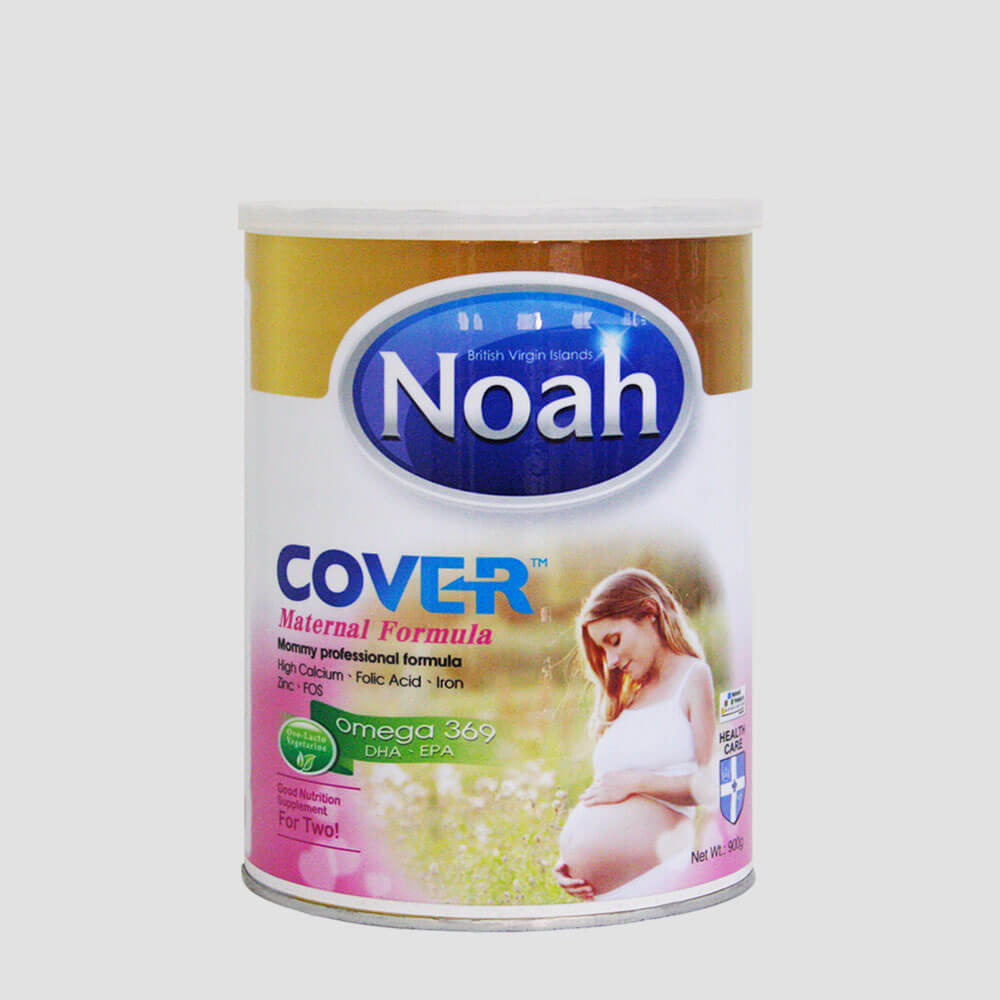 British Virgin Islands
Noah
COVER™
Maternal Formula
Mommy professional formula
High Calcium、Folic Acid、Iron
Zinc、FOS
omega 369
DHA、EPA
Ovo-Lacto
Vegetarian
Good Nutrition
Supplement
For Two!
HEALTH
CARE
Net Wt.: 900g